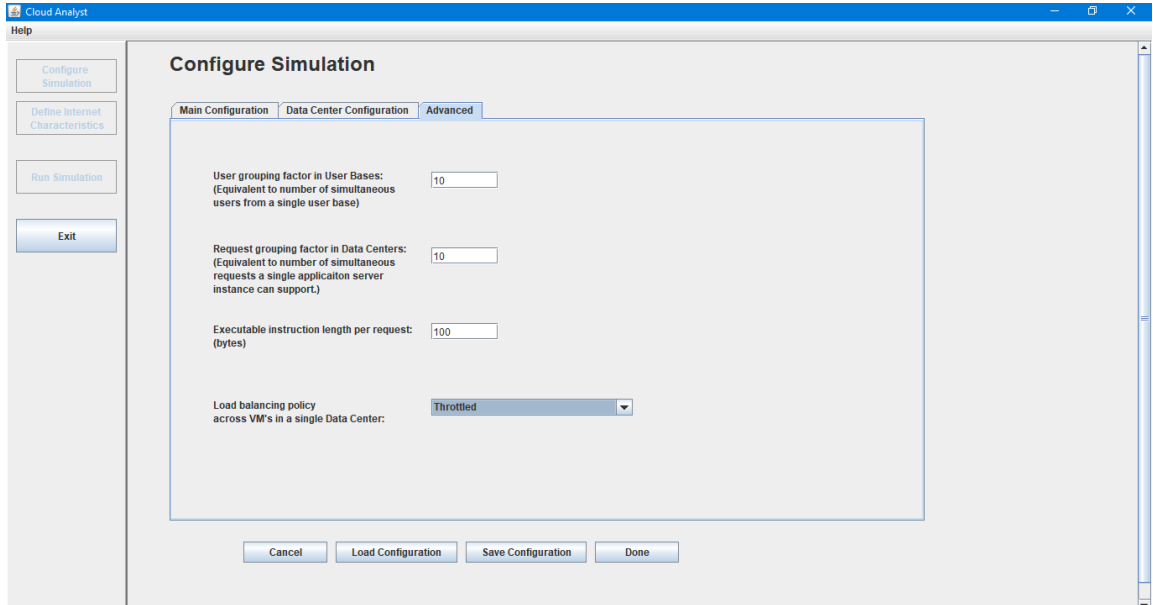 Cloud Analyst
Help
Configure
Simulation
Define Internet
Characteristics
Run Simulation
Exit
Configure Simulation
Main Configuration
Data Center Configuration
Advanced
User grouping factor in User Bases:
(Equivalent to number of simultaneous
users from a single user base)
10
Request grouping factor in Data Centers:
(Equivalent to number of simultaneous
requests a single applicaiton server
instance can support.)
10
Executable instruction length per request:
(bytes)
100
Load balancing policy
across VM's in a single Data Center:
Throttled
Cancel
Load Configuration
Save Configuration
Done